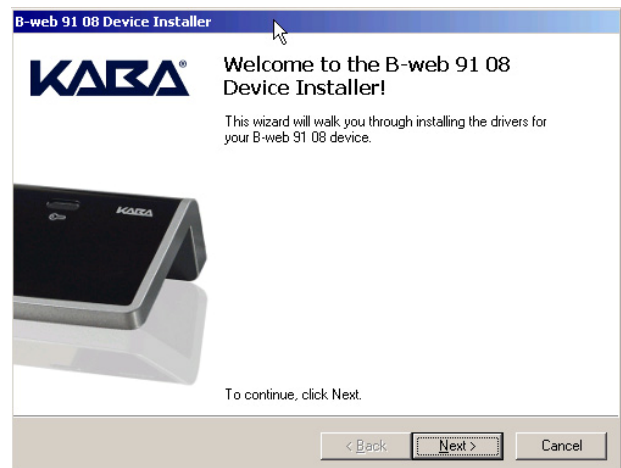 B-web 91 08 Device Installer
KABA®
Welcome to the B-web 91 08
Device Installer!
This wizard will walk you through installing the drivers for
your B-web 91 08 device.
KABA
To continue, click Next.
< Back
Next >
Cancel